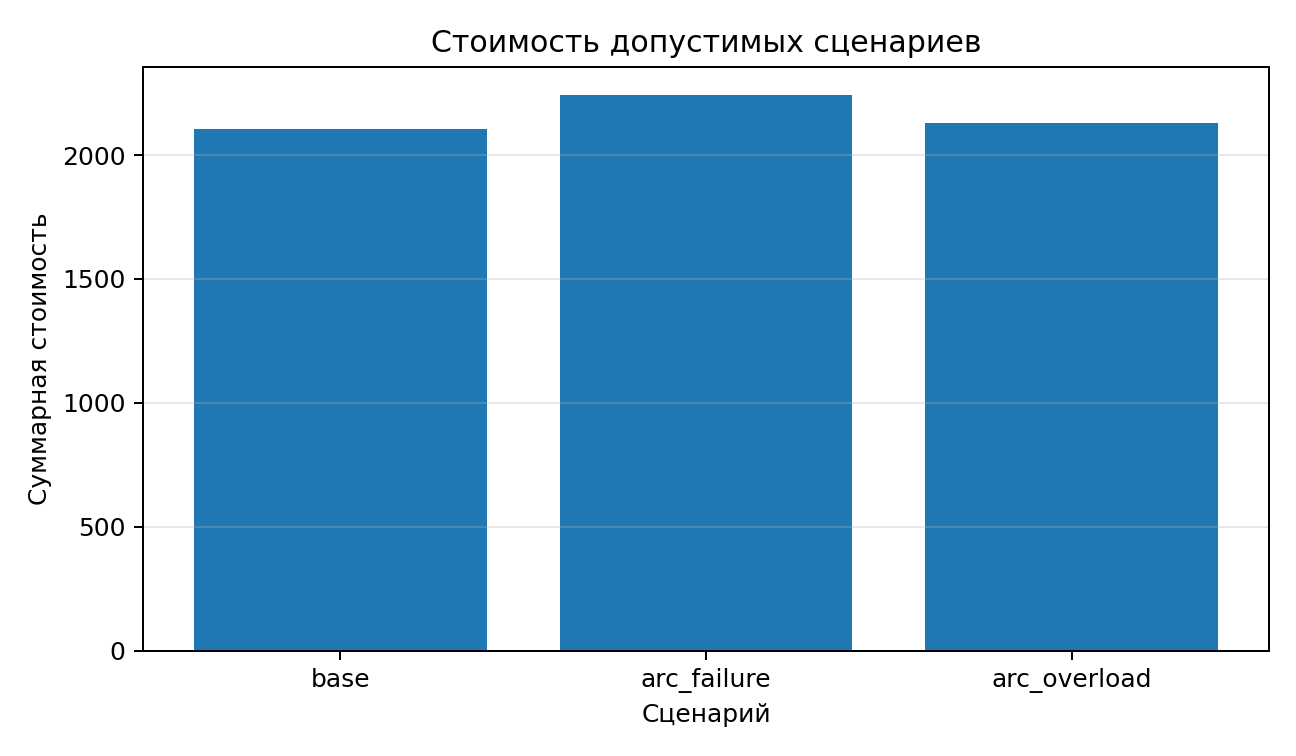 Стоимость допустимых сценариев
Суммарная стоимость
2000
1500
1000
500
0
base
arc_failure
arc_overload
Сценарий